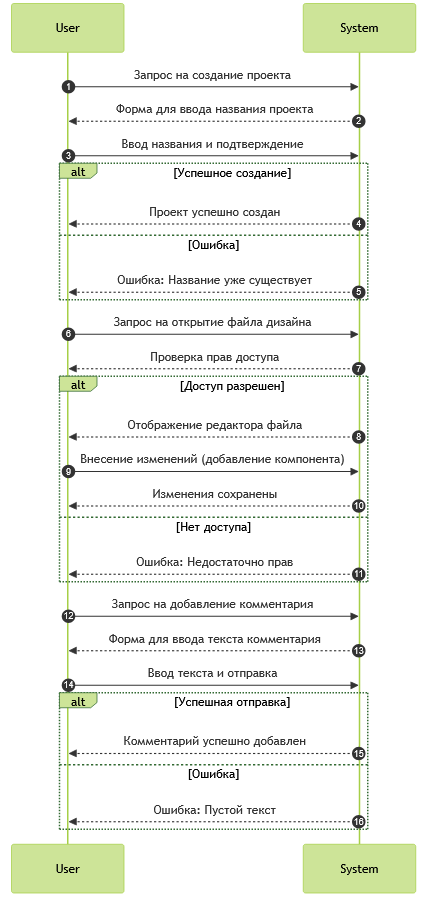 User System
Запрос на создание проекта
1
Форма для ввода названия проекта
2
Ввод названия и подтверждение
3
alt [Успешное создание]
Проект успешно создан
4
[Ошибка]
Ошибка: Название уже существует
5
Запрос на открытие файла дизайна
6
Проверка прав доступа
7
alt [Доступ разрешен]
Отображение редактора файла
8
Внесение изменений (добавление компонента)
9
Изменения сохранены
10
[Нет доступа]
Ошибка: Недостаточно прав
11
Запрос на добавление комментария
12
Форма для ввода текста комментария
13
Ввод текста и отправка
14
alt [Успешная отправка]
Комментарий успешно добавлен
15
[Ошибка]
Ошибка: Пустой текст
16
User System